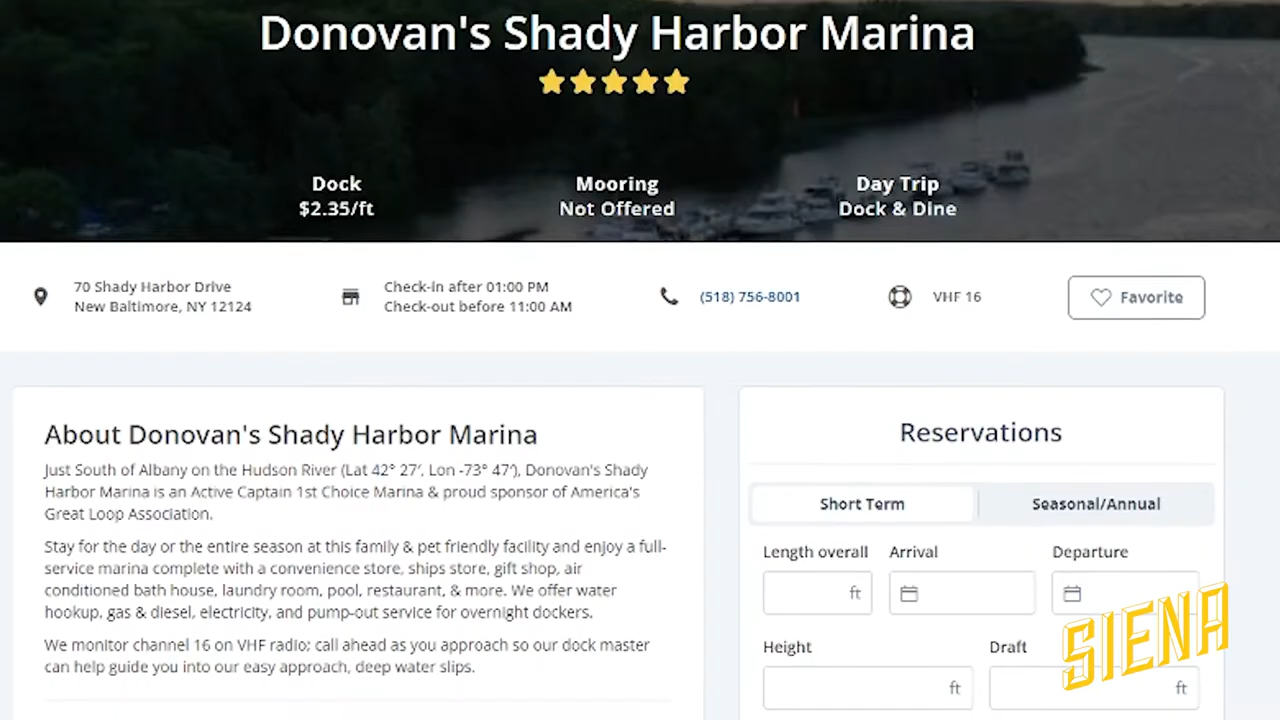 Donovan's Shady Harbor Marina
Dock
$2.35/ft
Mooring
Not Offered
Day Trip
Dock & Dine
70 Shady Harbor Drive
New Baltimore, NY 12124
Check-in after 01:00 PM
Check-out before 11:00 AM
(518) 756-8001
VHF 16
Favorite
About Donovan's Shady Harbor Marina
Just South of Albany on the Hudson River (Lat 42° 27′, Lon -73° 47′), Donovan's Shady
Harbor Marina is an Active Captain 1st Choice Marina & proud sponsor of America's
Great Loop Association.
Stay for the day or the entire season at this family & pet friendly facility and enjoy a full-
service marina complete with a convenience store, ships store, gift shop, air
conditioned bath house, laundry room, pool, restaurant, & more. We offer water
hookup, gas & diesel, electricity, and pump-out service for overnight dockers.
We monitor channel 16 on VHF radio; call ahead as you approach so our dock master
can help guide you into our easy approach, deep water slips.
Reservations
Short Term
Seasonal/Annual
Length overall
Arrival
Departure
ft
Height
Draft
ft
ft
SIENA